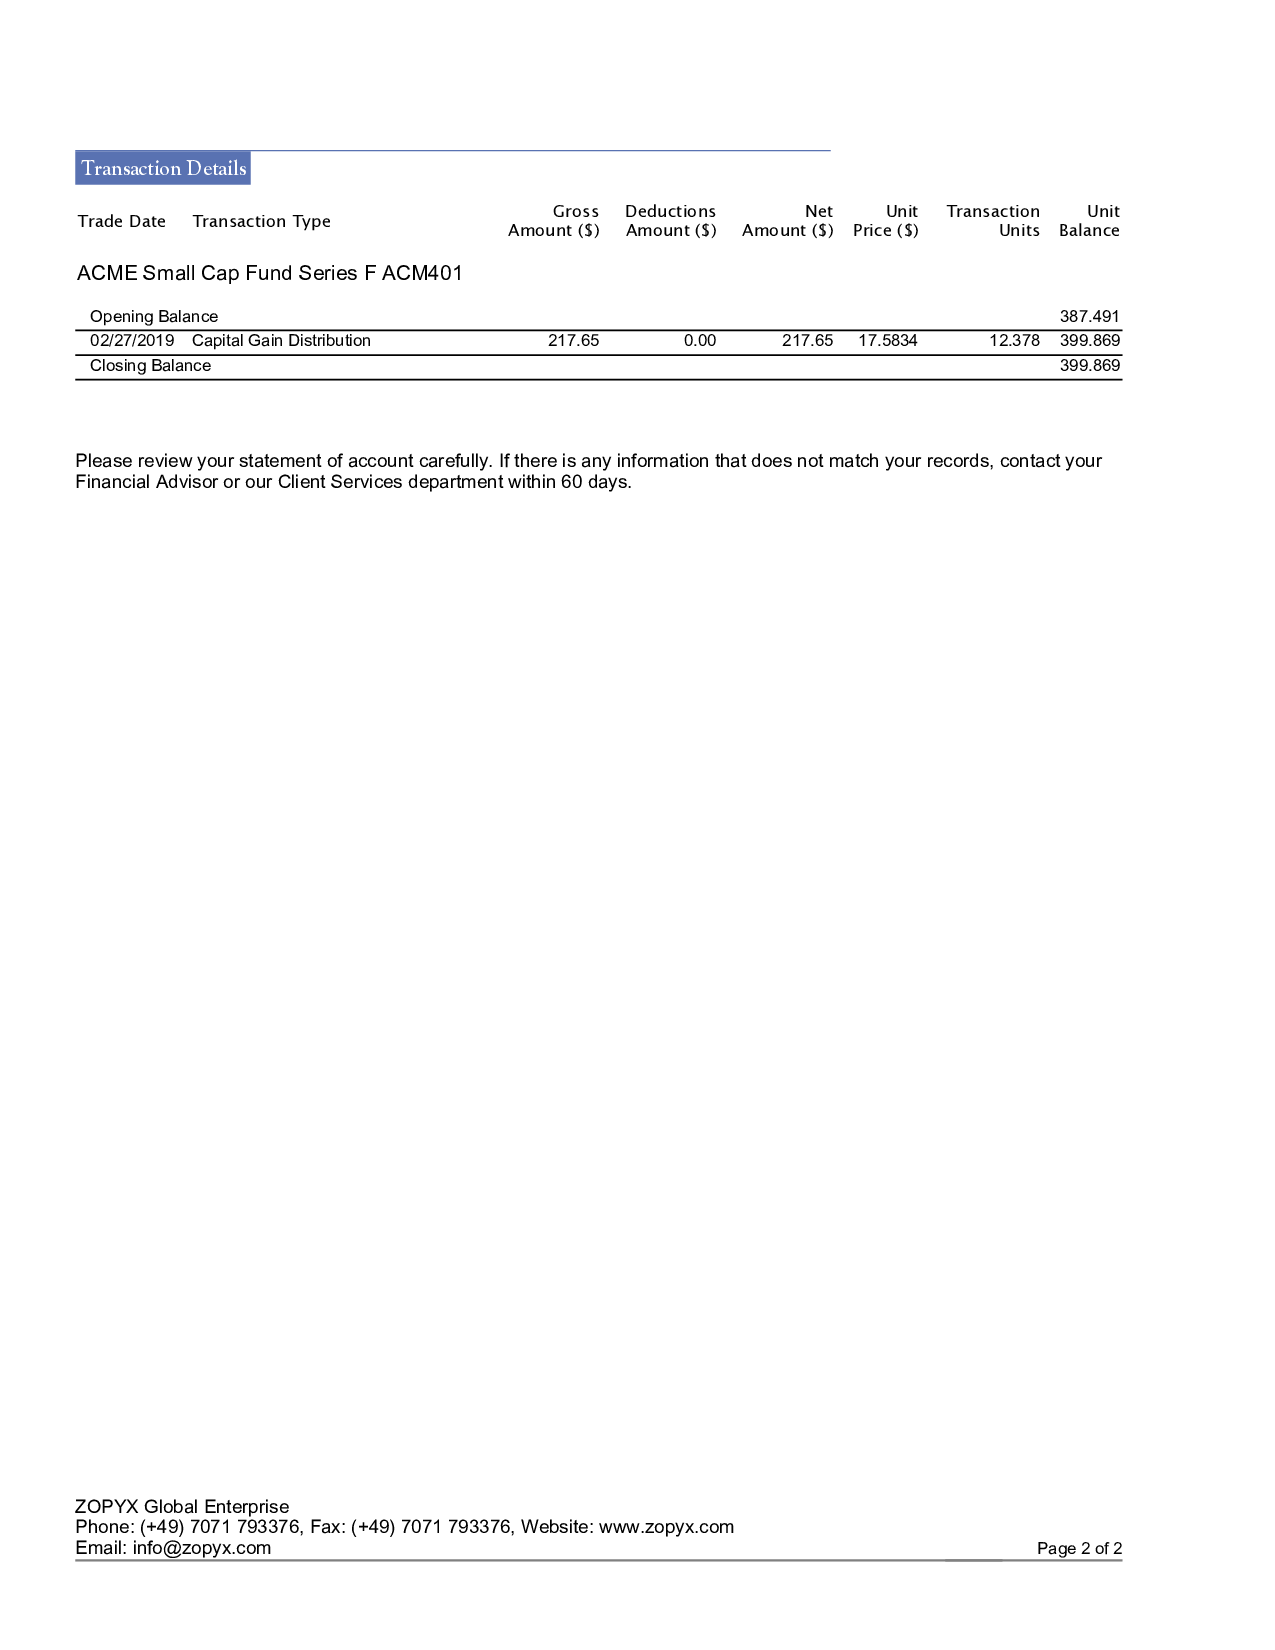 Transaction Details
Trade Date Transaction Type Gross Amount ($) Deductions Amount ($) Net Amount ($) Unit Price ($) Transaction Units Unit Balance
ACME Small Cap Fund Series F ACM401
Opening Balance 387.491
02/27/2019 Capital Gain Distribution 217.65 0.00 217.65 17.5834 12.378 399.869
Closing Balance 399.869
Please review your statement of account carefully. If there is any information that does not match your records, contact your
Financial Advisor or our Client Services department within 60 days.
ZOPYX Global Enterprise
Phone: (+49) 7071 793376, Fax: (+49) 7071 793376, Website: www.zopyx.com
Email: info@zopyx.com Page 2 of 2